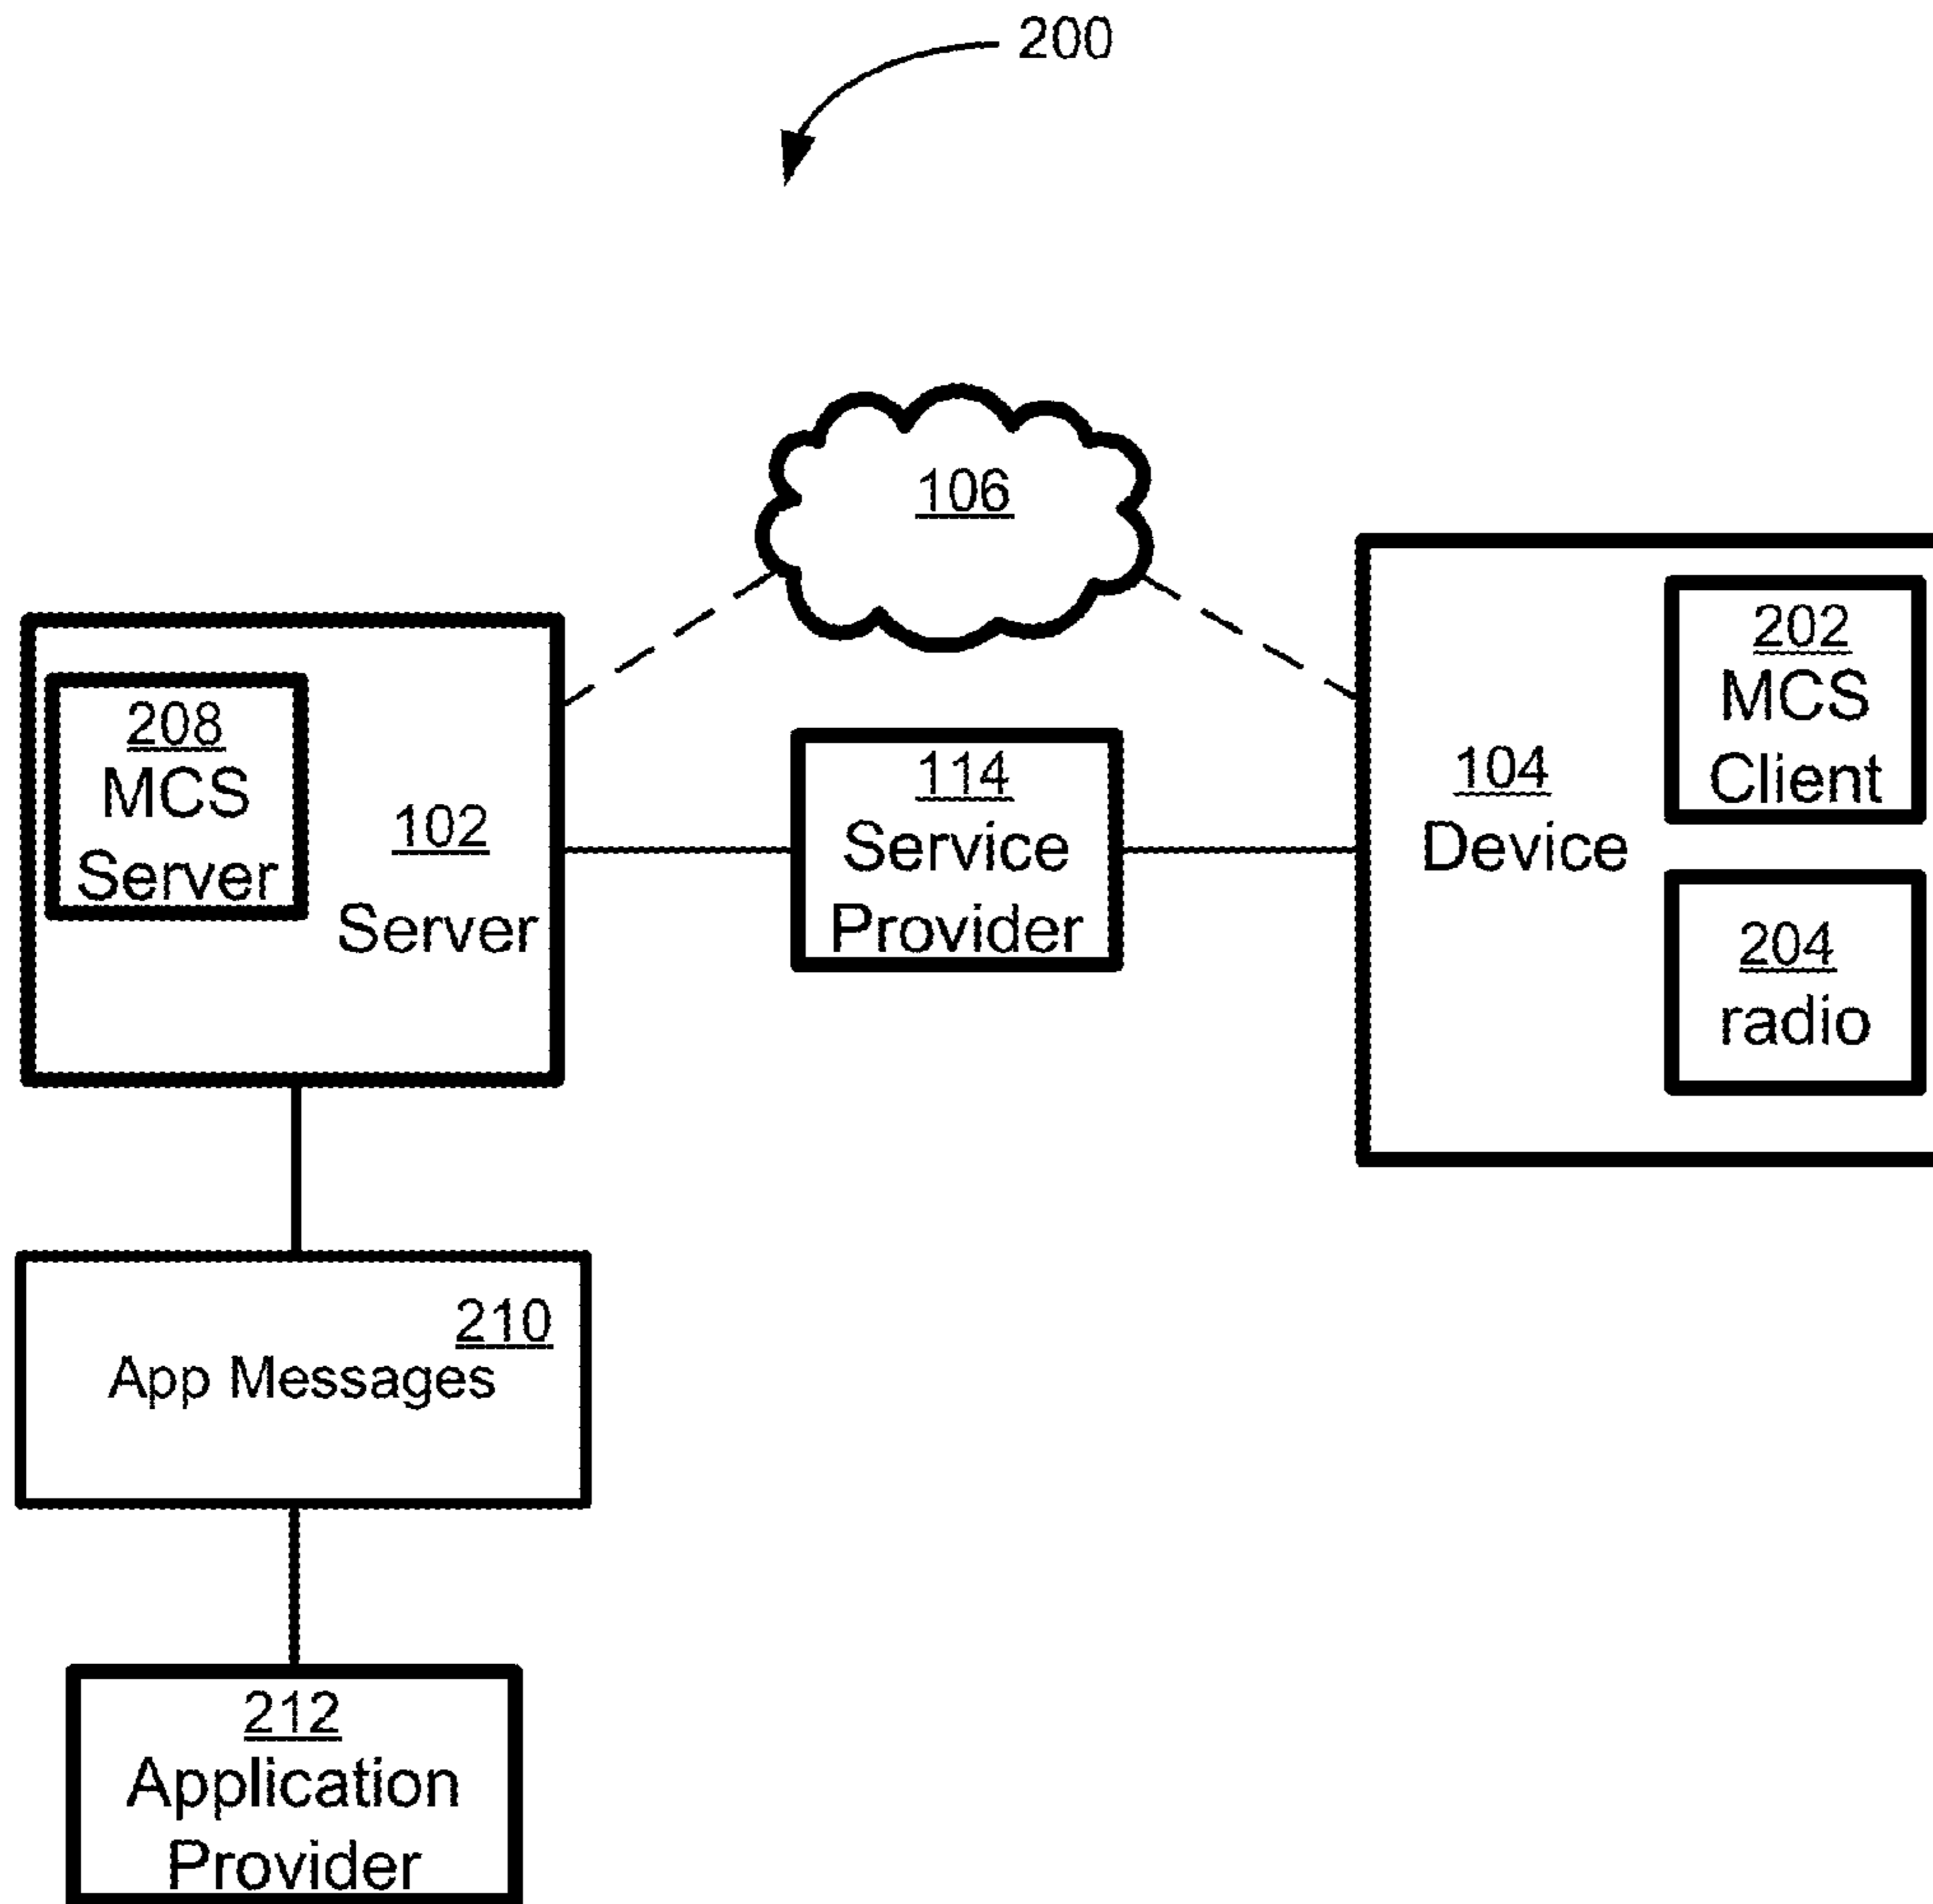 200
106
208
MCS
Server
102
Server
114
Service
Provider
104
Device
202
MCS
Client
204
radio
210
App Messages
212
Application
Provider